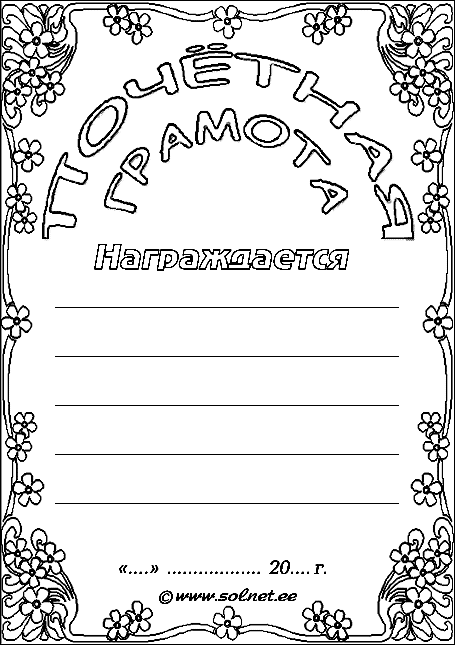 ПОЧЁТНАЯ
ГРАМОТА
Награждается
«....» ................. 20.... г.
© www.solnet.ee